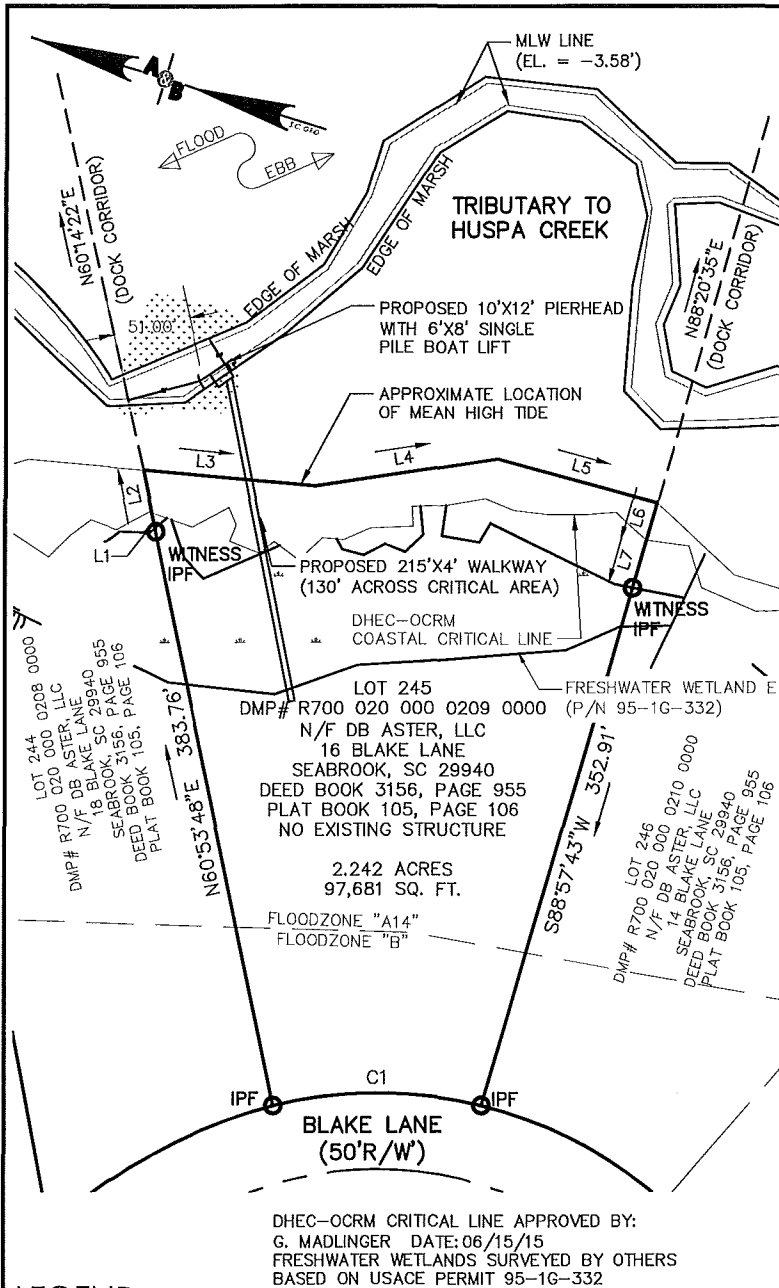 MLW LINE
(EL. = -3.58')
A&B
FLOOD
EBB
N60°14'22"E
(DOCK CORRIDOR)
EDGE OF MARSH
EDGE OF MARSH
TRIBUTARY TO
HUSPA CREEK
N88°20'35"E
(DOCK CORRIDOR)
51.00
PROPOSED 10'X12' PIERHEAD
WITH 6'X8' SINGLE
PILE BOAT LIFT
APPROXIMATE LOCATION
OF MEAN HIGH TIDE
L2
L3
L4
L5
L6
L7
L1
WITNESS
IPF
PROPOSED 215'X4' WALKWAY
(130' ACROSS CRITICAL AREA)
WITNESS
IPF
DHEC-OCRM
COASTAL CRITICAL LINE
FRESHWATER WETLAND E
(P/N 95-1G-332)
LOT 244
DMP# R700 020 000 0208 0000
N/F DB ASTER, LLC
18 BLAKE LANE
SEABROOK, SC 29940
DEED BOOK 3156, PAGE 955
PLAT BOOK 105, PAGE 106
N60°53'48"E 383.76'
LOT 245
DMP# R700 020 000 0209 0000
N/F DB ASTER, LLC
16 BLAKE LANE
SEABROOK, SC 29940
DEED BOOK 3156, PAGE 955
PLAT BOOK 105, PAGE 106
NO EXISTING STRUCTURE
2.242 ACRES
97,681 SQ. FT.
S88°57'43"W 352.91'
LOT 246
DMP# R700 020 000 0210 0000
N/F DB ASTER, LLC
14 BLAKE LANE
SEABROOK, SC 29940
DEED BOOK 3156, PAGE 955
PLAT BOOK 105, PAGE 106
FLOODZONE "A14"
FLOODZONE "B"
IPF
C1
IPF
BLAKE LANE
(50'R/W')
DHEC-OCRM CRITICAL LINE APPROVED BY:
G. MADLINGER DATE: 06/15/15
FRESHWATER WETLANDS SURVEYED BY OTHERS
BASED ON USACE PERMIT 95-1G-332